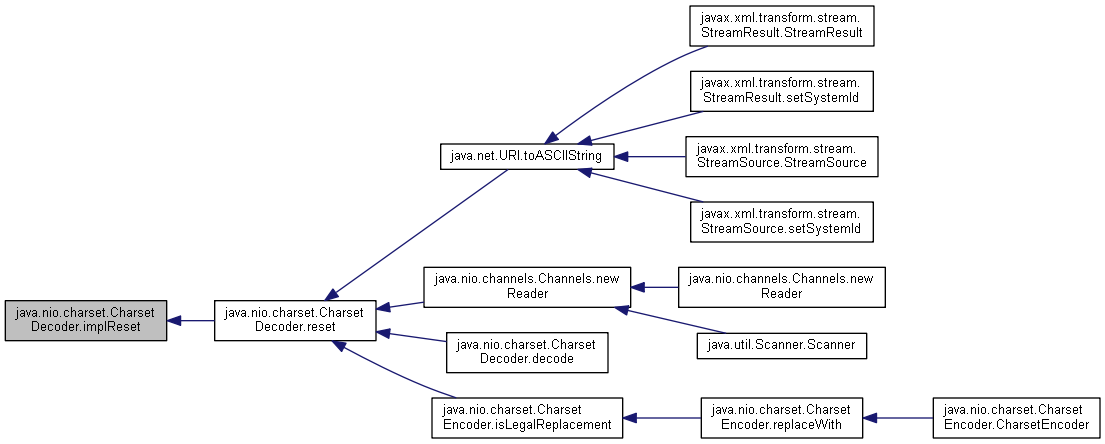 javax.xml.transform.stream.
StreamResult.StreamResult
javax.xml.transform.stream.
StreamResult.setSystemId
java.net.URI.toASCIIString
javax.xml.transform.stream.
StreamSource.StreamSource
javax.xml.transform.stream.
StreamSource.setSystemId
java.nio.channels.Channels.new
Reader
java.nio.channels.Channels.new
Reader
java.nio.charset.Charset
Decoder.implReset
java.nio.charset.Charset
Decoder.reset
java.nio.charset.Charset
Decoder.decode
java.util.Scanner.Scanner
java.nio.charset.Charset
Encoder.isLegalReplacement
java.nio.charset.Charset
Encoder.replaceWith
java.nio.charset.Charset
Encoder.CharsetEncoder